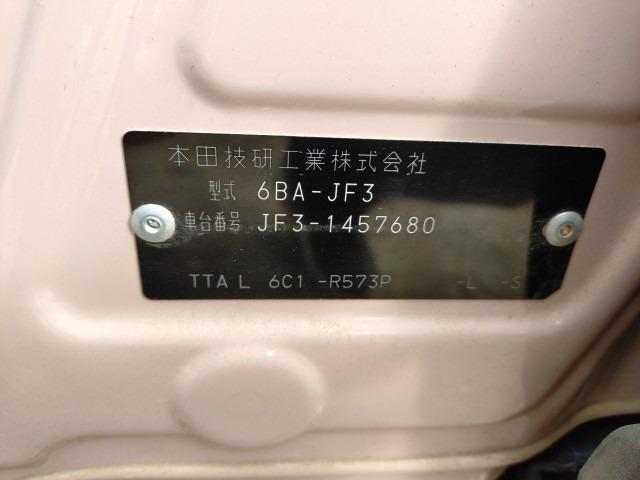 本田技研工業株式会社
型式 6BA-JF3
車台番号 JF3-1457680
TTA L 6C1 -R573P -L -S